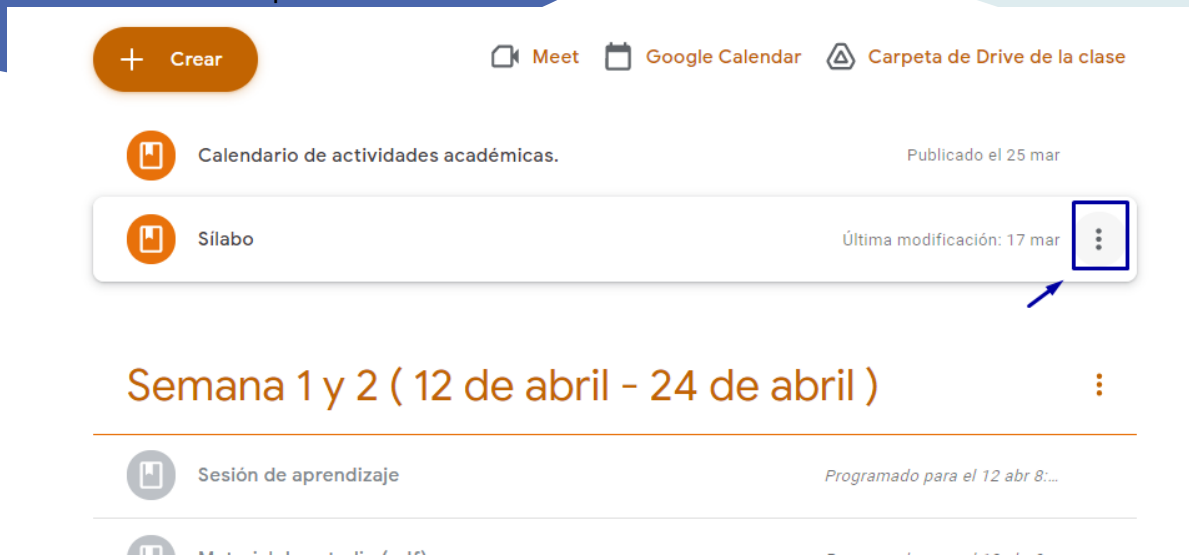 Crear
Meet
Google Calendar
Carpeta de Drive de la clase
Calendario de actividades académicas.
Publicado el 25 mar
Sílabo
Última modificación: 17 mar
Semana 1 y 2 ( 12 de abril - 24 de abril )
Sesión de aprendizaje
Programado para el 12 abr 8:...